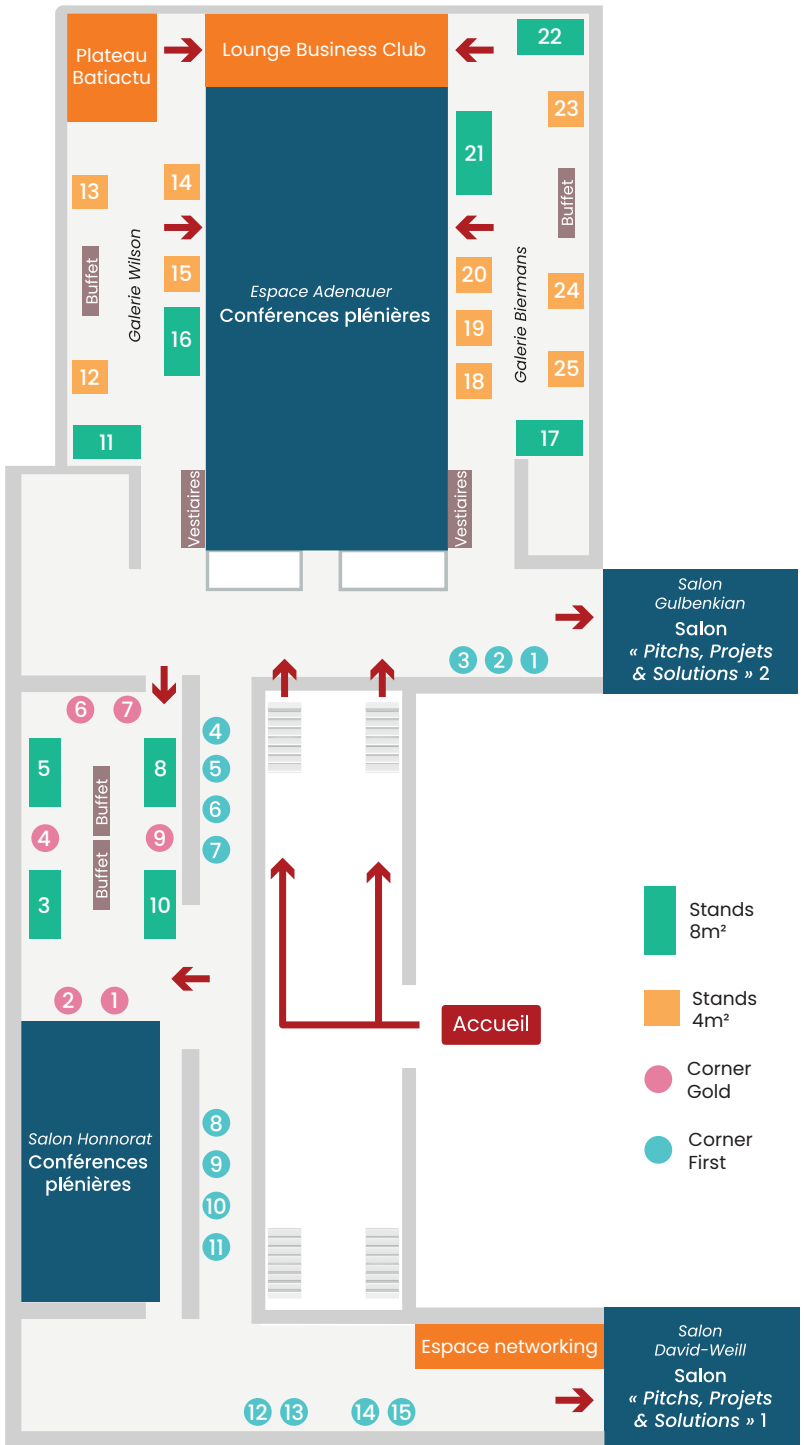 Plateau
Batiactu
Lounge Business Club
22
23
21
13
14
Buffet
Galerie Wilson
Buffet
15
16
Espace Adenauer
Conférences plénières
20
19
18
Galerie Biermans
24
25
12
11
17
Vestiaires
Vestiaires
Salon
Gulbenkian
Salon
« Pitchs, Projets
& Solutions » 2
3 2 1
6 7
4
5
6
7
5
8
Buffet
4
9
Buffet
3
10
2 1
Accueil
Stands
8m²
Stands
4m²
Corner
Gold
Corner
First
Salon Honnorat
Conférences
plénières
8
9
10
11
Espace networking
Salon
David-Weill
Salon
« Pitchs, Projets
& Solutions » 1
12 13 14 15